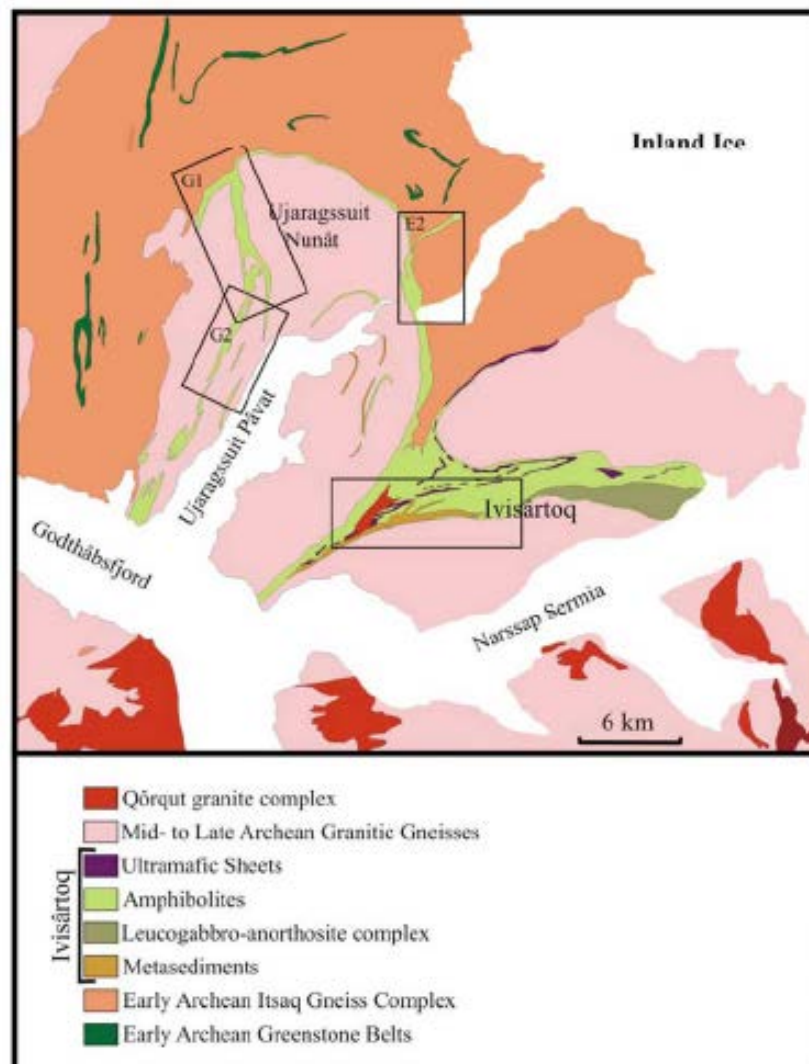 Inland Ice
G1
Ujaragssuit
Nunât
E2
G2
Ujaragssuit Pâvat
Ivisârtoq
Godthâbsfjord
Narssap Sermia
6 km
Qôrqut granite complex
Mid- to Late Archean Granitic Gneisses
Ivisârtoq
Ultramafic Sheets
Amphibolites
Leucogabbro-anorthosite complex
Metasediments
Early Archean Itsaq Gneiss Complex
Early Archean Greenstone Belts